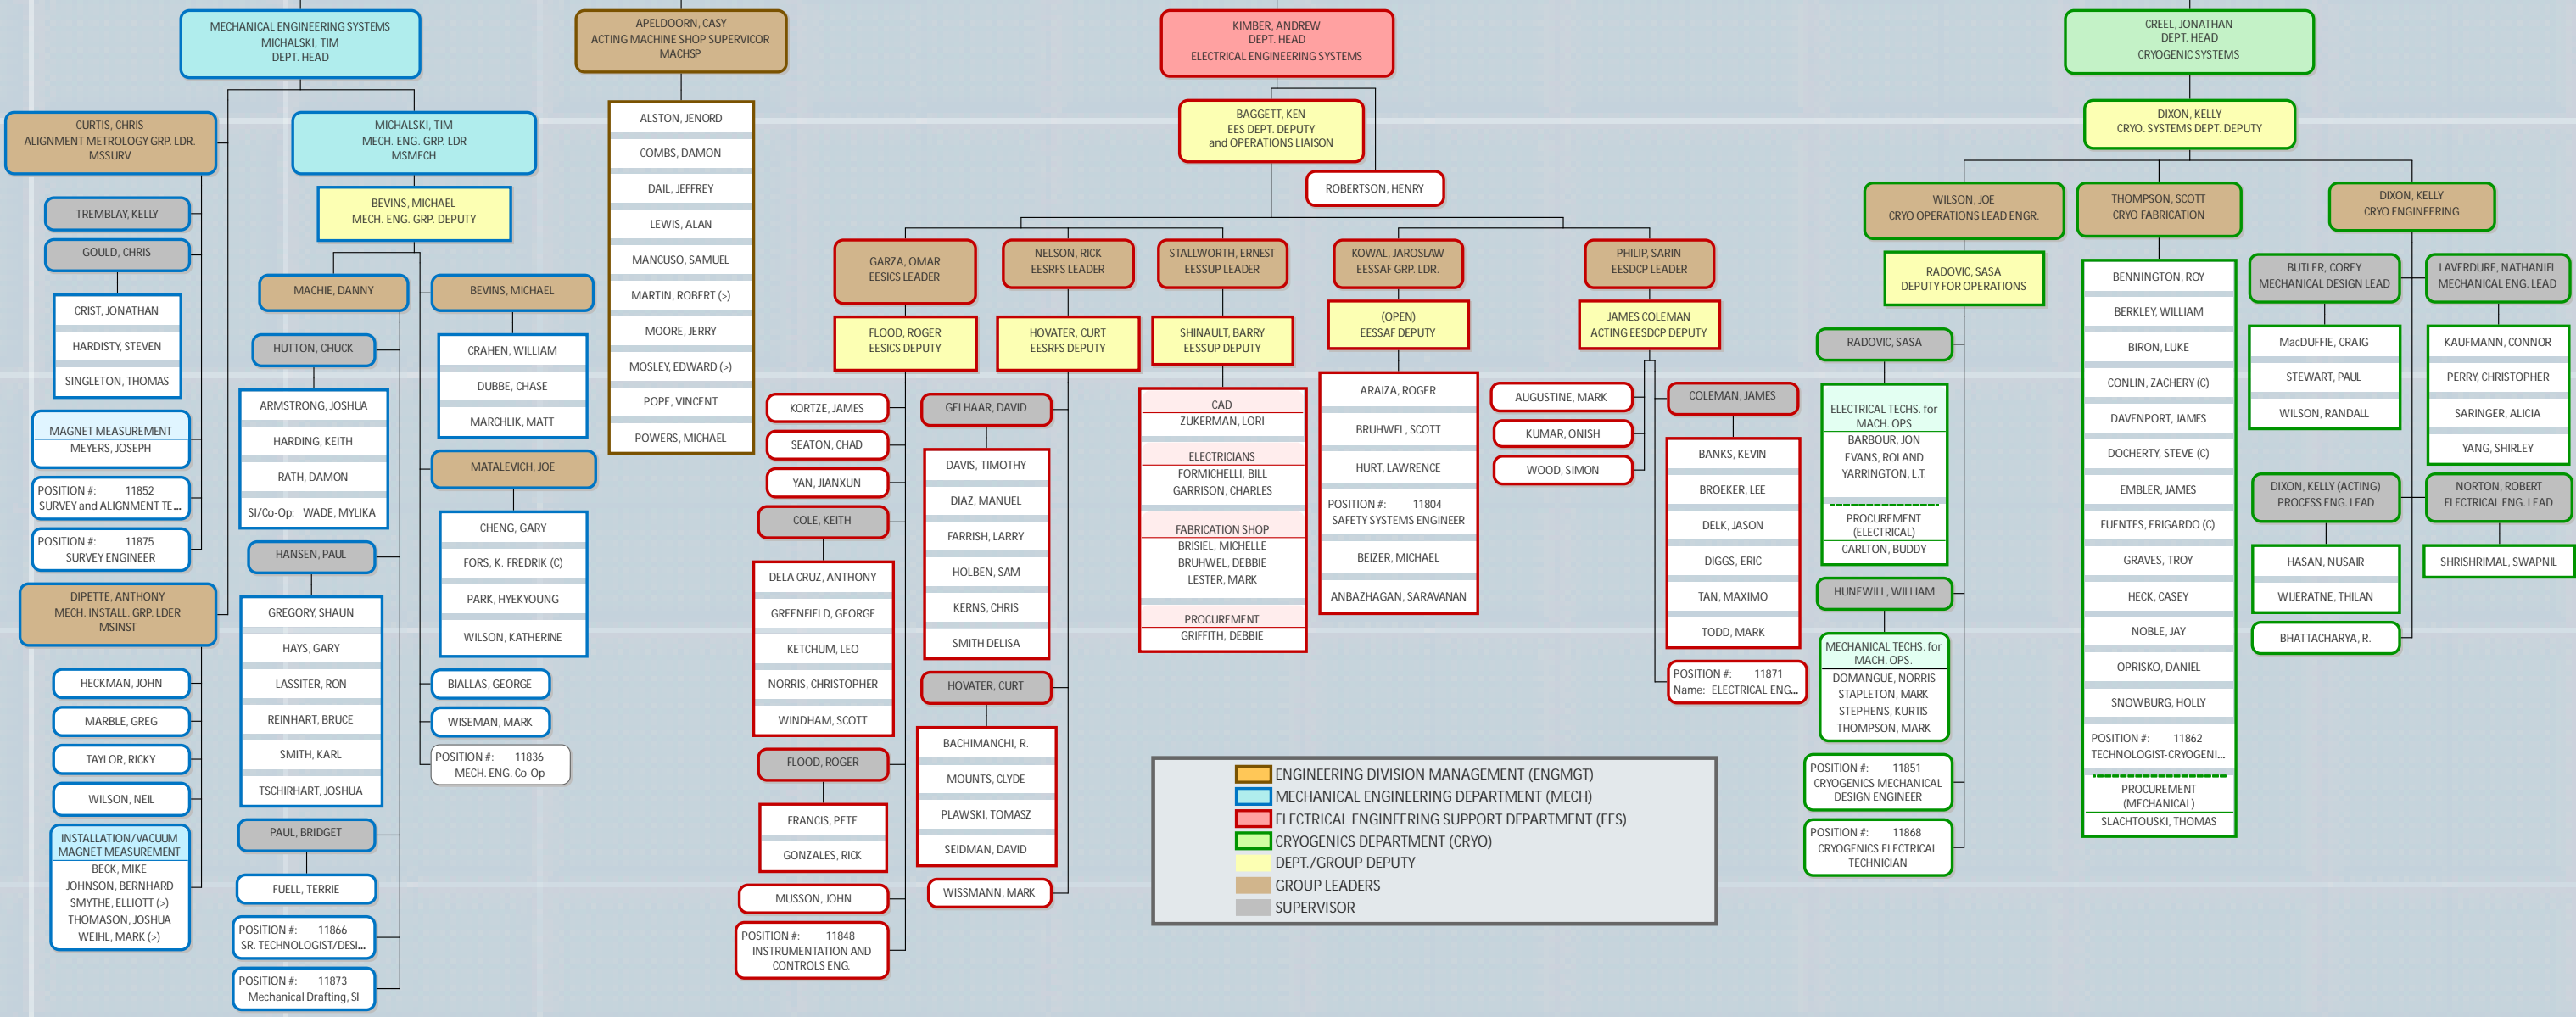 MECHANICAL ENGINEERING SYSTEMS
MICHALSKI, TIM
DEPT. HEAD
CURTIS, CHRIS
ALIGNMENT METROLOGY GRP. LDR.
MSSURV
TREMBLAY, KELLY
GOULD, CHRIS
CRIST, JONATHAN
HARDISTY, STEVEN
SINGLETON, THOMAS
MAGNET MEASUREMENT
MEYERS, JOSEPH
POSITION #: 11852
SURVEY and ALIGNMENT TE...
POSITION #: 11875
SURVEY ENGINEER
DIPETTE, ANTHONY
MECH. INSTALL. GRP. LDER
MSINST
HECKMAN, JOHN
MARBLE, GREG
TAYLOR, RICKY
WILSON, NEIL
INSTALLATION/VACUUM
MAGNET MEASUREMENT
BECK, MIKE
JOHNSON, BERNHARD
SMYTHE, ELLIOTT (>)
THOMASON, JOSHUA
WEIHL, MARK (>)
MICHALSKI, TIM
MECH. ENG. GRP. LDR
MSMECH
BEVINS, MICHAEL
MECH. ENG. GRP. DEPUTY
MACHIE, DANNY
HUTTON, CHUCK
ARMSTRONG, JOSHUA
HARDING, KEITH
RATH, DAMON
SI/Co-Op: WADE, MYLIKA
HANSEN, PAUL
GREGORY, SHAUN
HAYS, GARY
LASSITER, RON
REINHART, BRUCE
SMITH, KARL
TSCHIRHART, JOSHUA
PAUL, BRIDGET
FUELL, TERRIE
POSITION #: 11866
SR. TECHNOLOGIST/DESI...
POSITION #: 11873
Mechanical Drafting, SI
BEVINS, MICHAEL
CRAHEN, WILLIAM
DUBBE, CHASE
MARCHLIK, MATT
MATALEVICH, JOE
CHENG, GARY
FORS, K. FREDRIK (C)
PARK, HYEKYOUNG
WILSON, KATHERINE
BIALLAS, GEORGE
WISEMAN, MARK
POSITION #: 11836
MECH. ENG. Co-Op
APELDOORN, CASY
ACTING MACHINE SHOP SUPERVICOR
MACHSP
ALSTON, JENORD
COMBS, DAMON
DAIL, JEFFREY
LEWIS, ALAN
MANCUSO, SAMUEL
MARTIN, ROBERT (>)
MOORE, JERRY
MOSLEY, EDWARD (>)
POPE, VINCENT
POWERS, MICHAEL
KIMBER, ANDREW
DEPT. HEAD
ELECTRICAL ENGINEERING SYSTEMS
BAGGETT, KEN
EES DEPT. DEPUTY
and OPERATIONS LIAISON
ROBERTSON, HENRY
GARZA, OMAR
EESICS LEADER
FLOOD, ROGER
EESICS DEPUTY
KORTZE, JAMES
SEATON, CHAD
YAN, JIANXUN
COLE, KEITH
DELA CRUZ, ANTHONY
GREENFIELD, GEORGE
KETCHUM, LEO
NORRIS, CHRISTOPHER
WINDHAM, SCOTT
FLOOD, ROGER
FRANCIS, PETE
GONZALES, RICK
MUSSON, JOHN
POSITION #: 11848
INSTRUMENTATION AND
CONTROLS ENG.
NELSON, RICK
EESRFS LEADER
HOVATER, CURT
EESRFS DEPUTY
GELHAAR, DAVID
DAVIS, TIMOTHY
DIAZ, MANUEL
FARRISH, LARRY
HOLBEN, SAM
KERNS, CHRIS
SMITH DELISA
HOVATER, CURT
BACHIMANCHI, R.
MOUNTS, CLYDE
PLAWSKI, TOMASZ
SEIDMAN, DAVID
WISSMANN, MARK
STALLWORTH, ERNEST
EESSUP LEADER
SHINAULT, BARRY
EESSUP DEPUTY
CAD
ZUKERMAN, LORI
ELECTRICIANS
FORMICHELLI, BILL
GARRISON, CHARLES
FABRICATION SHOP
BRISIEL, MICHELLE
BRUHWEL, DEBBIE
LESTER, MARK
PROCUREMENT
GRIFFITH, DEBBIE
KOWAL, JAROSLAW
EESSAF GRP. LDR.
(OPEN)
EESSAF DEPUTY
ARAIZA, ROGER
BRUHWEL, SCOTT
HURT, LAWRENCE
POSITION #: 11804
SAFETY SYSTEMS ENGINEER
BEIZER, MICHAEL
ANBAZHAGAN, SARAVANAN
PHILIP, SARIN
EESDCP LEADER
JAMES COLEMAN
ACTING EESDCP DEPUTY
AUGUSTINE, MARK
KUMAR, ONISH
WOOD, SIMON
COLEMAN, JAMES
BANKS, KEVIN
BROEKER, LEE
DELK, JASON
DIGGS, ERIC
TAN, MAXIMO
TODD, MARK
POSITION #: 11871
Name: ELECTRICAL ENG...
CREEL, JONATHAN
DEPT. HEAD
CRYOGENIC SYSTEMS
DIXON, KELLY
CRYO. SYSTEMS DEPT. DEPUTY
WILSON, JOE
CRYO OPERATIONS LEAD ENGR.
RADOVIC, SASA
DEPUTY FOR OPERATIONS
RADOVIC, SASA
ELECTRICAL TECHS. for
MACH. OPS
BARBOUR, JON
EVANS, ROLAND
YARRINGTON, L.T.
PROCUREMENT
(ELECTRICAL)
CARLTON, BUDDY
HUNEWILL, WILLIAM
MECHANICAL TECHS. for
MACH. OPS.
DOMANGUE, NORRIS
STAPLETON, MARK
STEPHENS, KURTIS
THOMPSON, MARK
POSITION #: 11851
CRYOGENICS MECHANICAL
DESIGN ENGINEER
POSITION #: 11868
CRYOGENICS ELECTRICAL
TECHNICIAN
THOMPSON, SCOTT
CRYO FABRICATION
BENNINGTON, ROY
BERKLEY, WILLIAM
BIRON, LUKE
CONLIN, ZACHERY (C)
DAVENPORT, JAMES
DOCHERTY, STEVE (C)
EMBLER, JAMES
FUENTES, ERIGARDO (C)
GRAVES, TROY
HECK, CASEY
NOBLE, JAY
OPRISKO, DANIEL
SNOWBURG, HOLLY
POSITION #: 11862
TECHNOLOGIST-CRYOGENI...
PROCUREMENT
(MECHANICAL)
SLACHTOUSKI, THOMAS
DIXON, KELLY
CRYO ENGINEERING
BUTLER, COREY
MECHANICAL DESIGN LEAD
MacDUFFIE, CRAIG
STEWART, PAUL
WILSON, RANDALL
LAVERDURE, NATHANIEL
MECHANICAL ENG. LEAD
KAUFMANN, CONNOR
PERRY, CHRISTOPHER
SARINGER, ALICIA
YANG, SHIRLEY
DIXON, KELLY (ACTING)
PROCESS ENG. LEAD
HASAN, NUSAIR
WIJERATNE, THILAN
NORTON, ROBERT
ELECTRICAL ENG. LEAD
SHRISHRIMAL, SWAPNIL
BHATTACHARYA, R.
ENGINEERING DIVISION MANAGEMENT (ENGMGT)
MECHANICAL ENGINEERING DEPARTMENT (MECH)
ELECTRICAL ENGINEERING SUPPORT DEPARTMENT (EES)
CRYOGENICS DEPARTMENT (CRYO)
DEPT./GROUP DEPUTY
GROUP LEADERS
SUPERVISOR